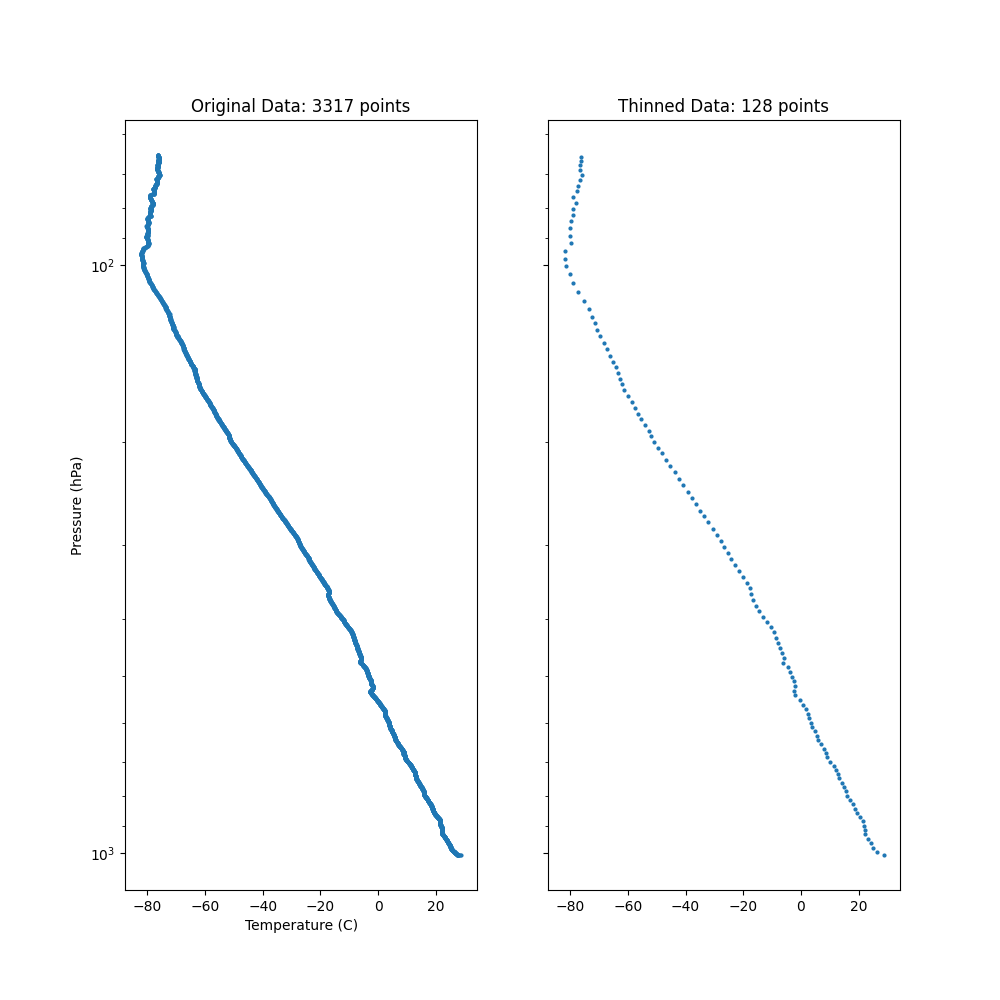 Original Data: 3317 points
Thinned Data: 128 points
10²
10³
Pressure (hPa)
−80 −60 −40 −20 0 20
Temperature (C)
−80 −60 −40 −20 0 20